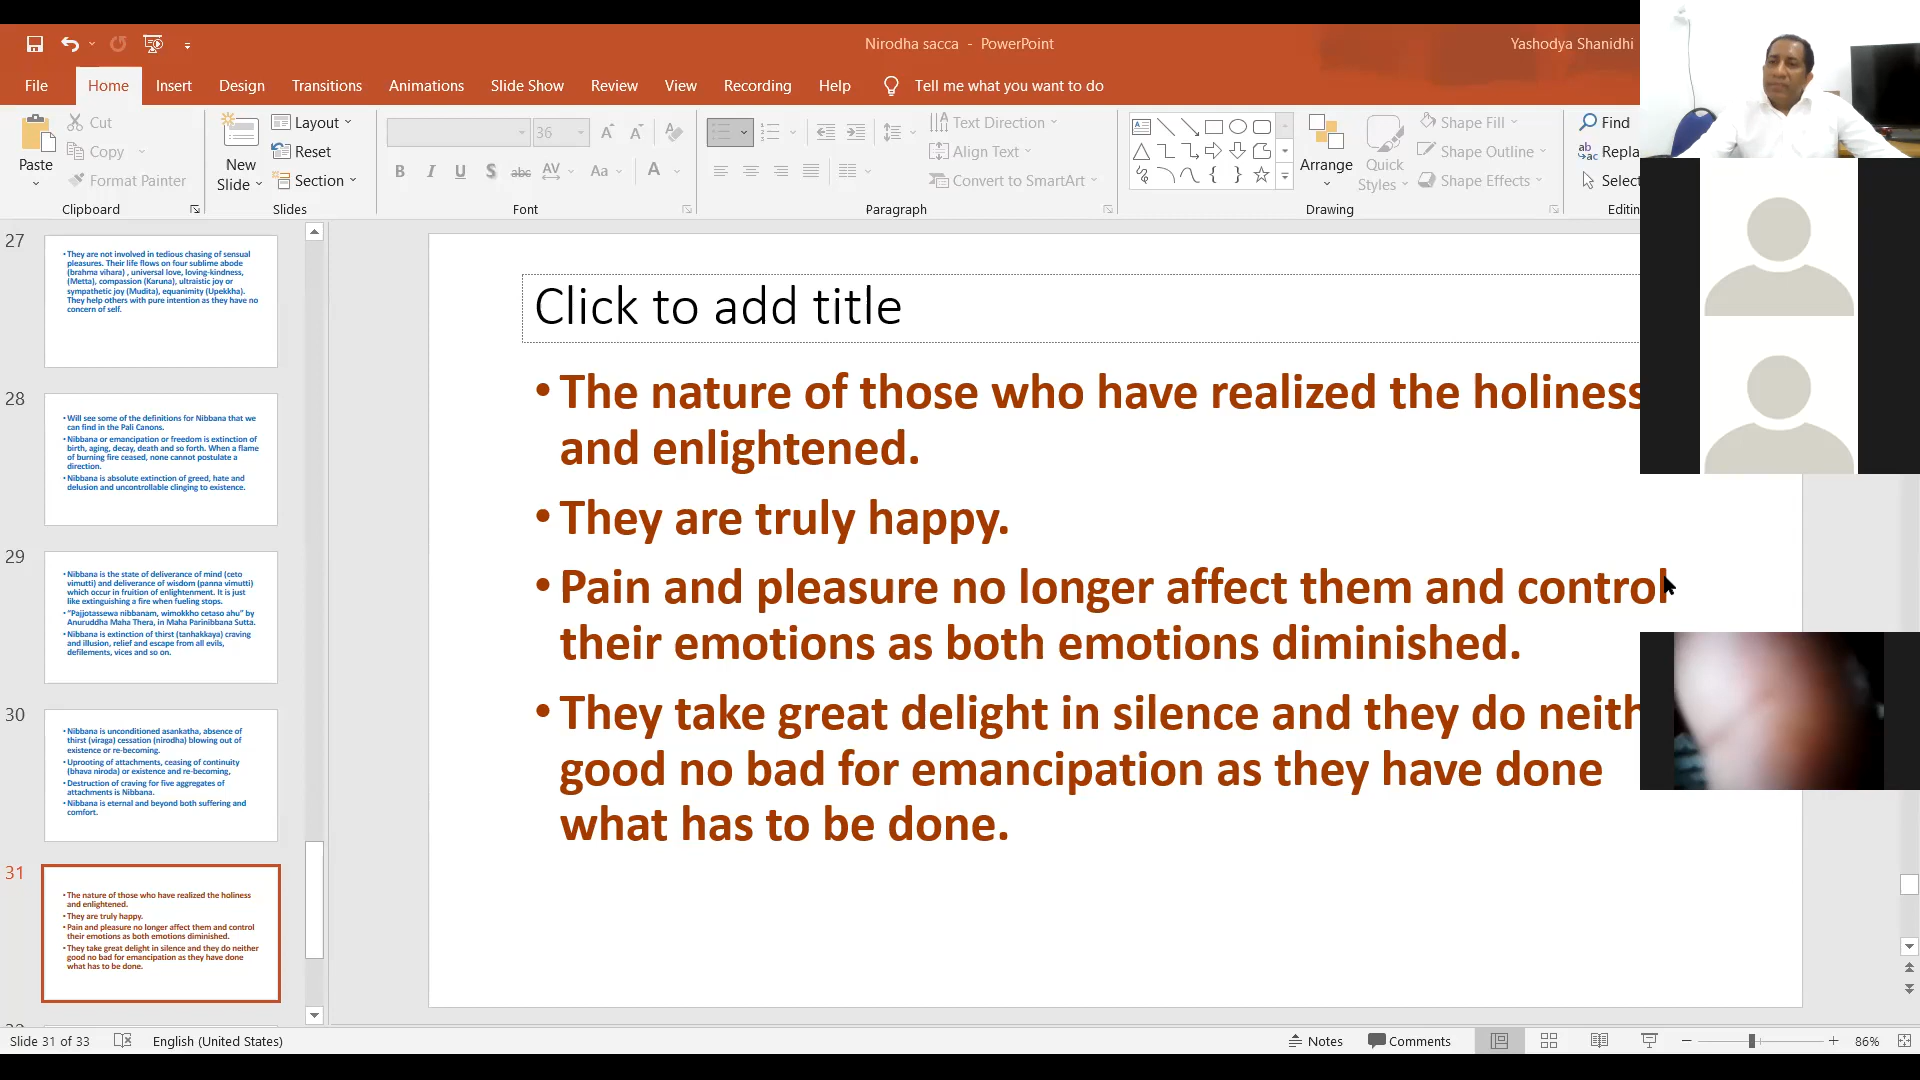 Nirodha sacca - PowerPoint
Yashodya Shanidhi
File Home Insert Design Transitions Animations Slide Show Review View Recording Help Tell me what you want to do
Paste
Cut
Copy
Format Painter
Clipboard
New
Slide
Layout
Reset
Section
Slides
36
B I U S abc AV Aa A
Font
Text Direction
Align Text
Convert to SmartArt
Paragraph
Arrange
Quick
Styles
Shape Fill
Shape Outline
Shape Effects
Drawing
Find
Repla
Select
Editin
27
• They are not involved in tedious chasing of sensual
pleasures. Their life flows on four sublime abode
(brahma vihara) , universal love, loving-kindness,
(Metta), compassion (Karuna), ultraistic joy or
sympathetic joy (Mudita), equanimity (Upekkha).
They help others with pure intention as they have no
concern of self.
28
• Will see some of the definitions for Nibbana that we
can find in the Pali Canons.
• Nibbana or emancipation or freedom is extinction of
birth, aging, decay, death and so forth. When a flame
of burning fire ceased, none cannot postulate a
direction.
• Nibbana is absolute extinction of greed, hate and
delusion and uncontrollable clinging to existence.
29
• Nibbana is the state of deliverance of mind (ceto
vimutti) and deliverance of wisdom (panna vimutti)
which occur in fruition of enlightenment. It is just
like extinguishing a fire when fueling stops.
• "Pajjotassewa nibbanam, wimokkho cetaso ahu" by
Anuruddha Maha Thera, in Maha Parinibbana Sutta.
• Nibbana is extinction of thirst (tanhakkaya) craving
and illusion, relief and escape from all evils,
defilements, vices and so on.
30
• Nibbana is unconditioned asankatha, absence of
thirst (viraga) cessation (nirodha) blowing out of
existence or re-becoming.
• Uprooting of attachments, ceasing of continuity
(bhava niroda) or existence and re-becoming,
• Destruction of craving for five aggregates of
attachments is Nibbana.
• Nibbana is eternal and beyond both suffering and
comfort.
31
• The nature of those who have realized the holiness
and enlightened.
• They are truly happy.
• Pain and pleasure no longer affect them and control
their emotions as both emotions diminished.
• They take great delight in silence and they do neither
good no bad for emancipation as they have done
what has to be done.
Click to add title
• The nature of those who have realized the holiness
and enlightened.
• They are truly happy.
• Pain and pleasure no longer affect them and control
their emotions as both emotions diminished.
• They take great delight in silence and they do neith
good no bad for emancipation as they have done
what has to be done.
Slide 31 of 33 English (United States) Notes Comments 86%